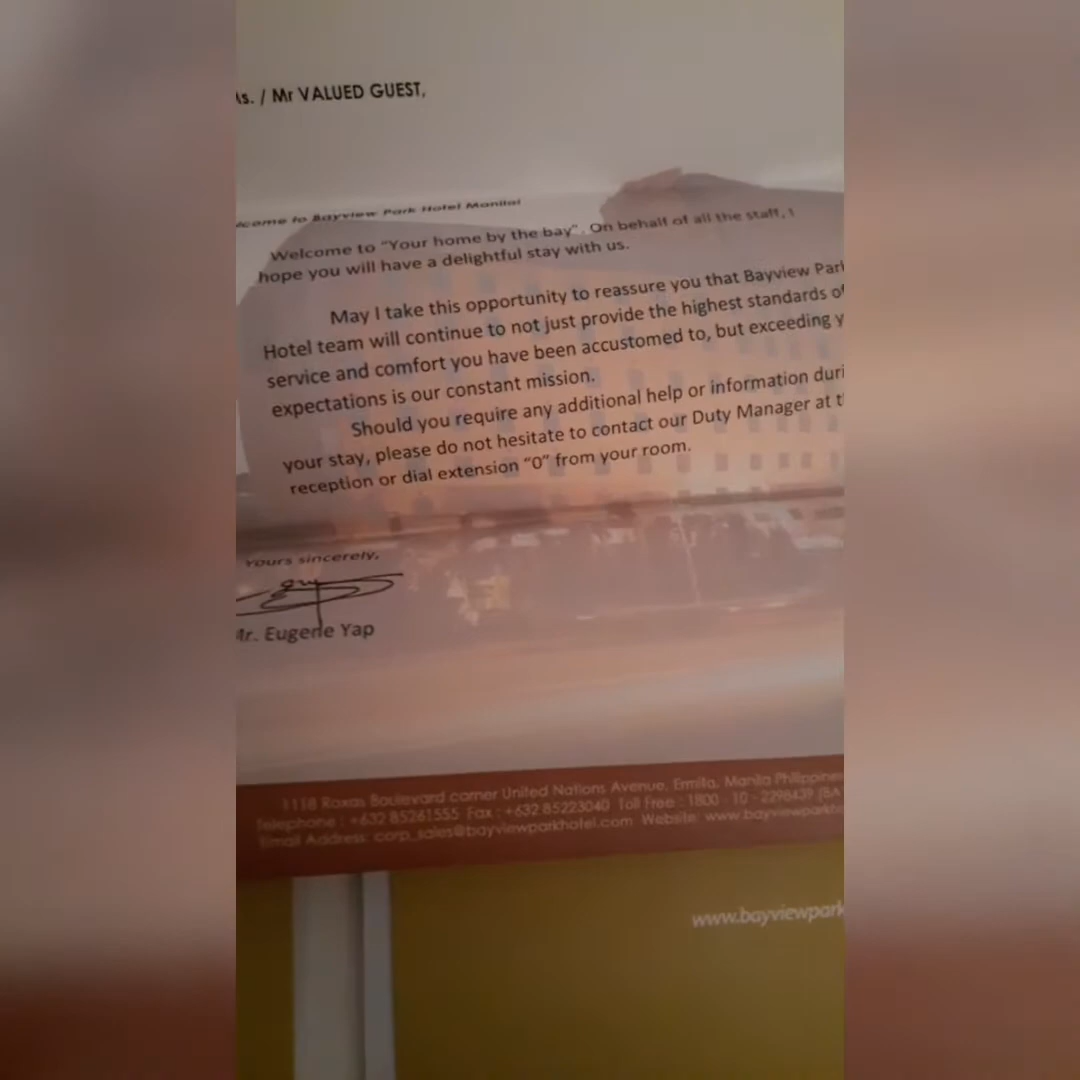 / Mr VALUED GUEST,
to Bayview Park Hotel Manila!
Welcome to "Your home by the bay". On behalf of all the staff, I
hope you will have a delightful stay with us.
May I take this opportunity to reassure you that Bayview Park
Hotel team will continue to not just provide the highest standards of
service and comfort you have been accustomed to, but exceeding y
expectations is our constant mission.
Should you require any additional help or information duri
your stay, please do not hesitate to contact our Duty Manager at t
reception or dial extension "0" from your room.
Yours sincerely,
Mr. Eugene Yap
1118 Roxas Boulevard corner United Nations Avenue, Ermita, Manila Philippines
Telephone : +632 85261555 Fax : +632 85223040 Toll Free : 1800 - 10 - 2298439 (BA
Email Address: corp_sales@bayviewparkhotel.com Website: www.bayviewparkh
www.bayviewpark